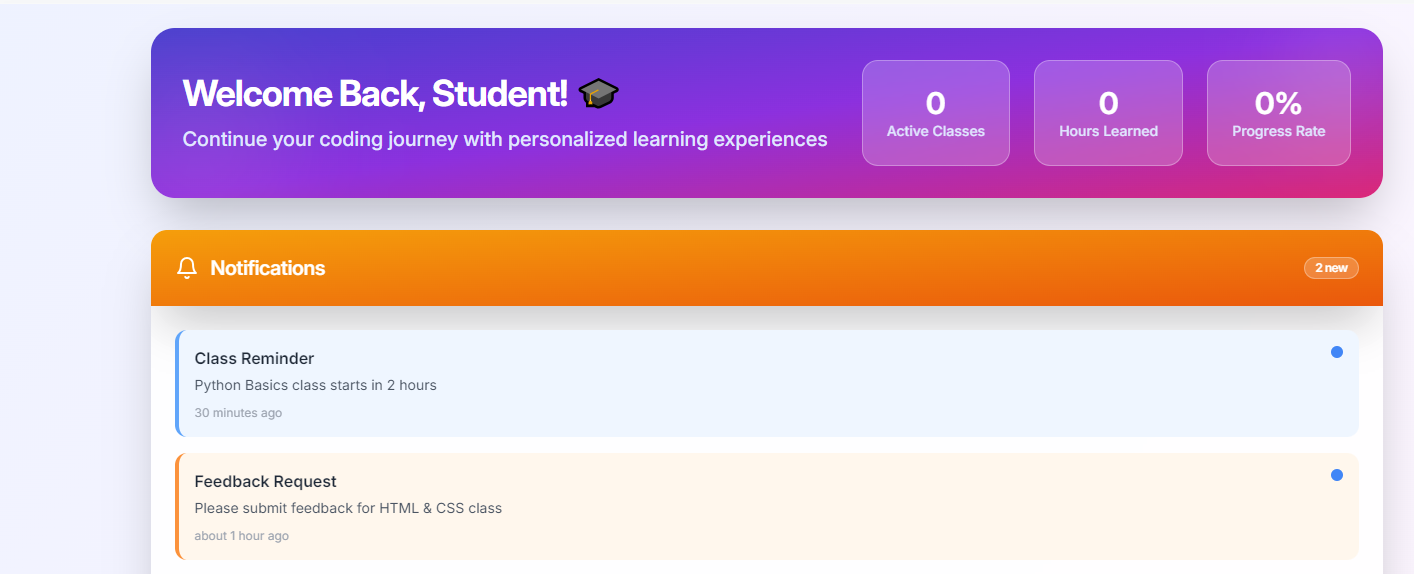 Welcome Back, Student! 🎓
Continue your coding journey with personalized learning experiences
0
Active Classes
0
Hours Learned
0%
Progress Rate
Notifications
2 new
Class Reminder
Python Basics class starts in 2 hours
30 minutes ago
Feedback Request
Please submit feedback for HTML & CSS class
about 1 hour ago